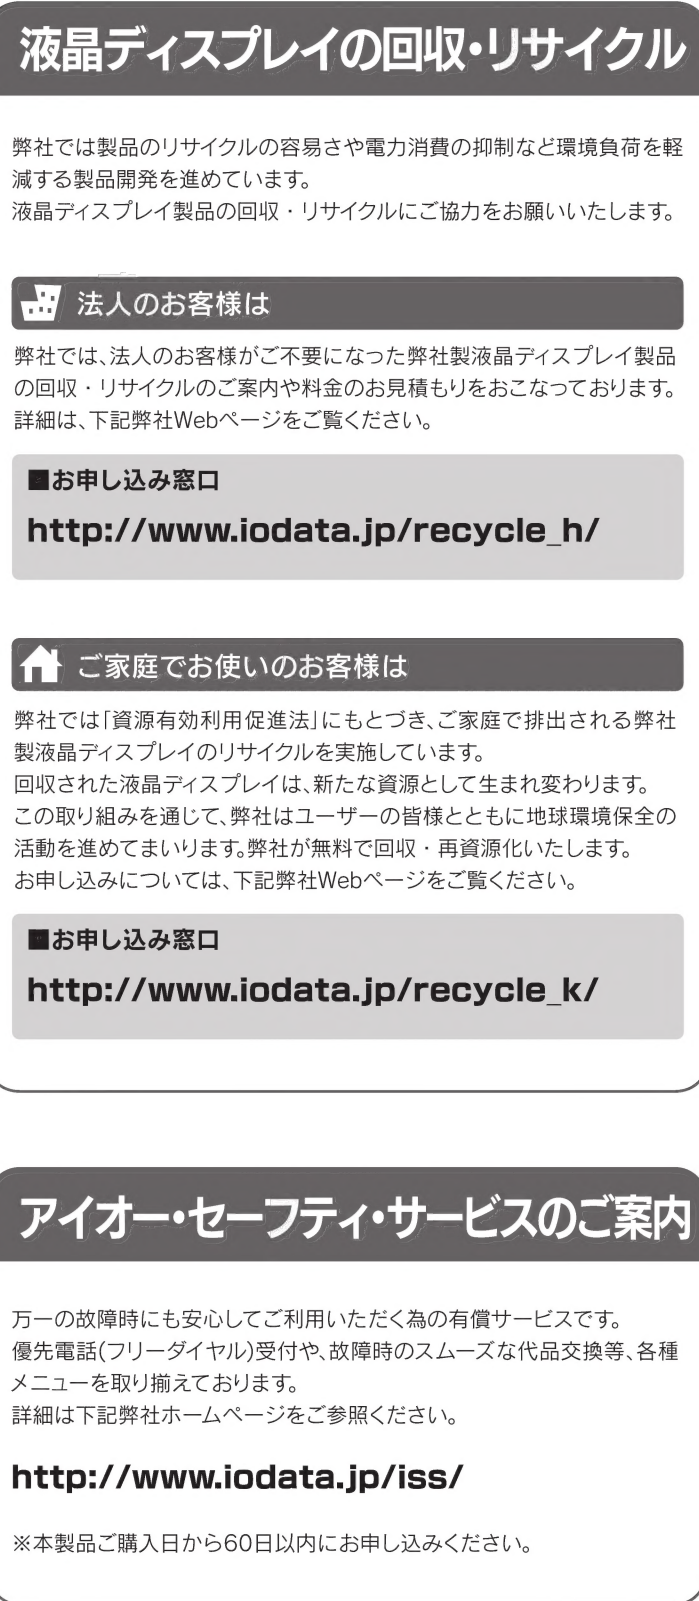 液晶ディスプレイの回収・リサイクル
弊社では製品のリサイクルの容易さや電力消費の抑制など環境負荷を軽
減する製品開発を進めています。
液晶ディスプレイ製品の回収・リサイクルにご協力をお願いいたします。
法人のお客様は
弊社では、法人のお客様がご不要になった弊社製液晶ディスプレイ製品
の回収・リサイクルのご案内や料金のお見積もりをおこなっております。
詳細は、下記弊社Webページをご覧ください。
■お申し込み窓口
http://www.iodata.jp/recycle_h/
ご家庭でお使いのお客様は
弊社では「資源有効利用促進法」にもとづき、ご家庭で排出される弊社
製液晶ディスプレイのリサイクルを実施しています。
回収された液晶ディスプレイは、新たな資源として生まれ変わります。
この取り組みを通じて、弊社はユーザーの皆様とともに地球環境保全の
活動を進めてまいります。弊社が無料で回収・再資源化いたします。
お申し込みについては、下記弊社Webページをご覧ください。
■お申し込み窓口
http://www.iodata.jp/recycle_k/
アイオー・セーフティ・サービスのご案内
万一の故障時にも安心してご利用いただく為の有償サービスです。
優先電話(フリーダイヤル)受付や、故障時のスムーズな代品交換等、各種
メニューを取り揃えております。
詳細は下記弊社ホームページをご参照ください。
http://www.iodata.jp/iss/
※本製品ご購入日から60日以内にお申し込みください。